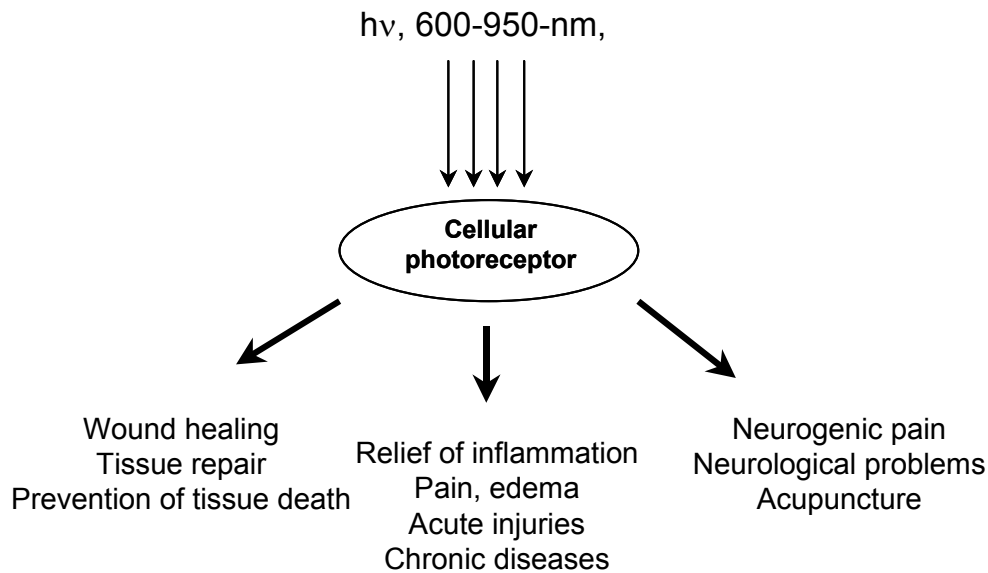 hν, 600-950-nm,
Cellular
photoreceptor
Wound healing
Tissue repair
Prevention of tissue death
Relief of inflammation
Pain, edema
Acute injuries
Chronic diseases
Neurogenic pain
Neurological problems
Acupuncture